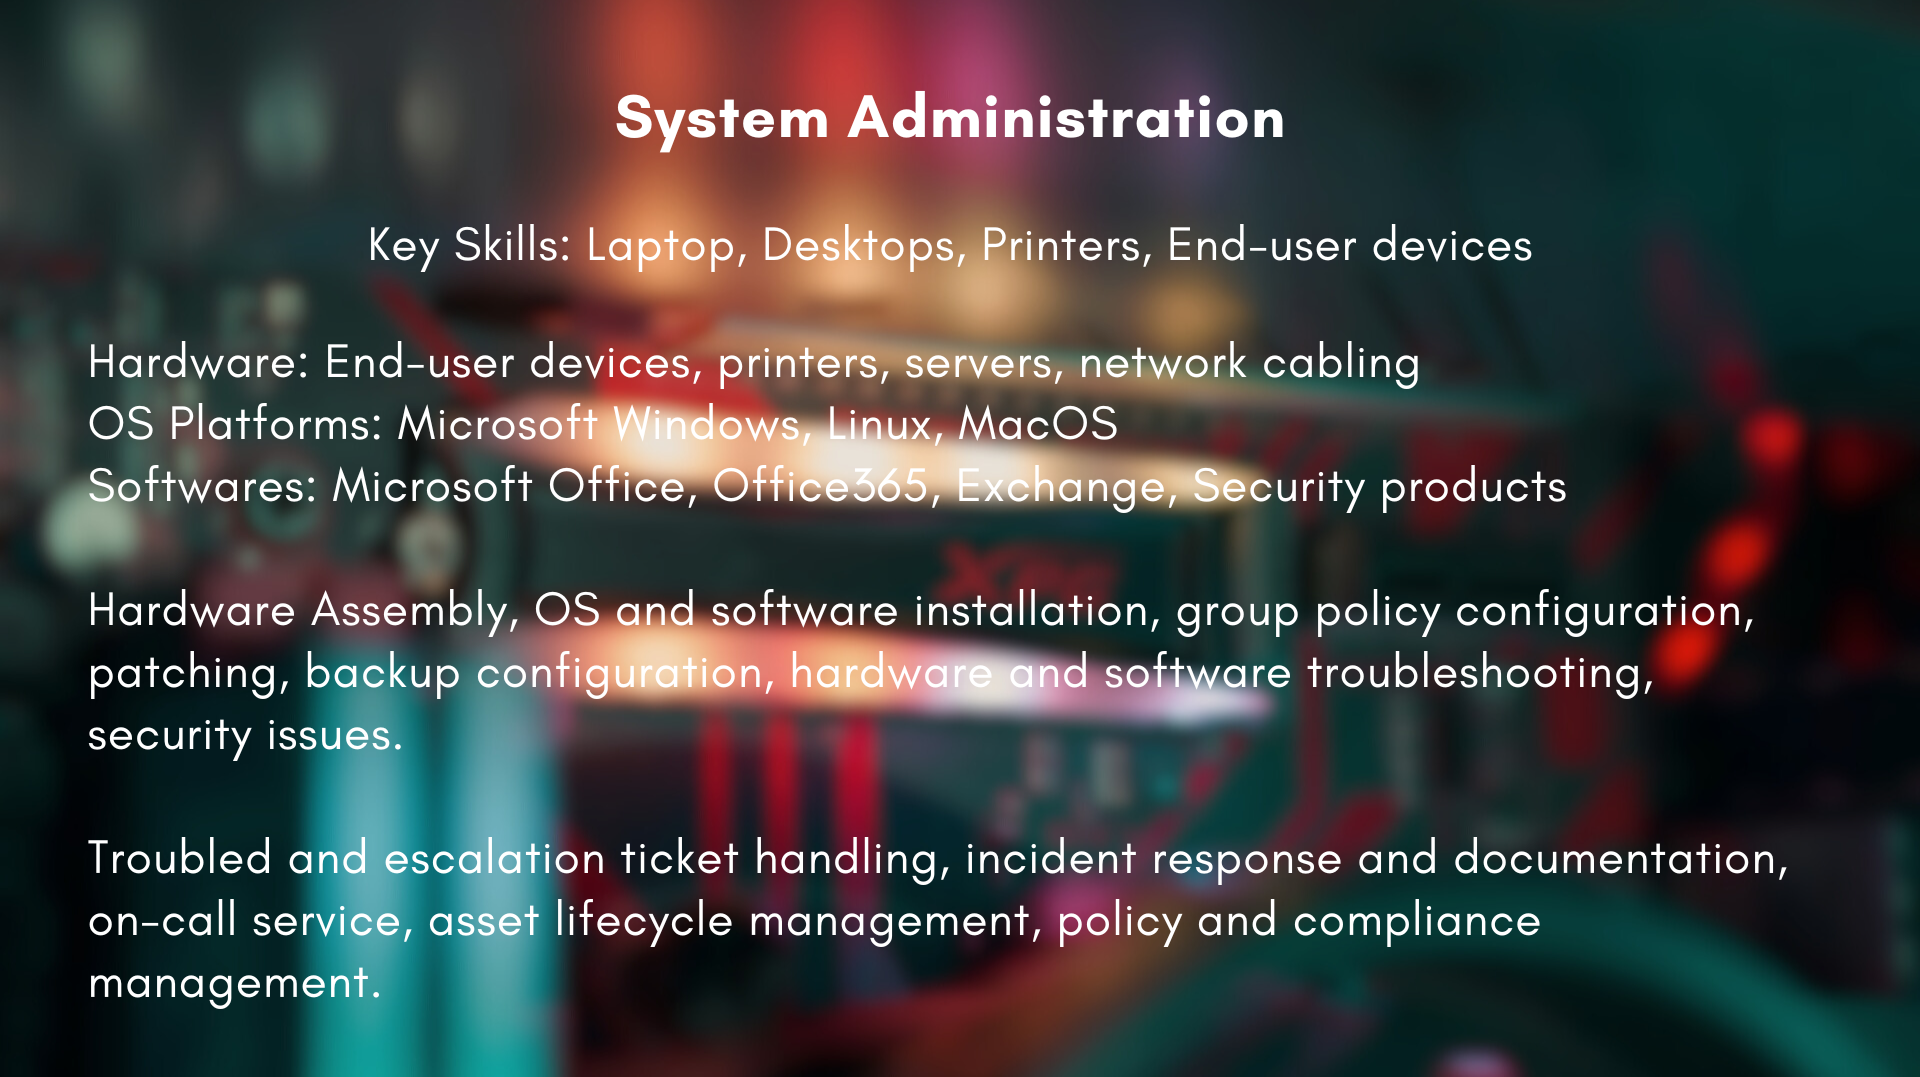 System Administration
Key Skills: Laptop, Desktops, Printers, End-user devices
Hardware: End-user devices, printers, servers, network cabling
OS Platforms: Microsoft Windows, Linux, MacOS
Softwares: Microsoft Office, Office365, Exchange, Security products
Hardware Assembly, OS and software installation, group policy configuration,
patching, backup configuration, hardware and software troubleshooting,
security issues.
Troubled and escalation ticket handling, incident response and documentation,
on-call service, asset lifecycle management, policy and compliance
management.